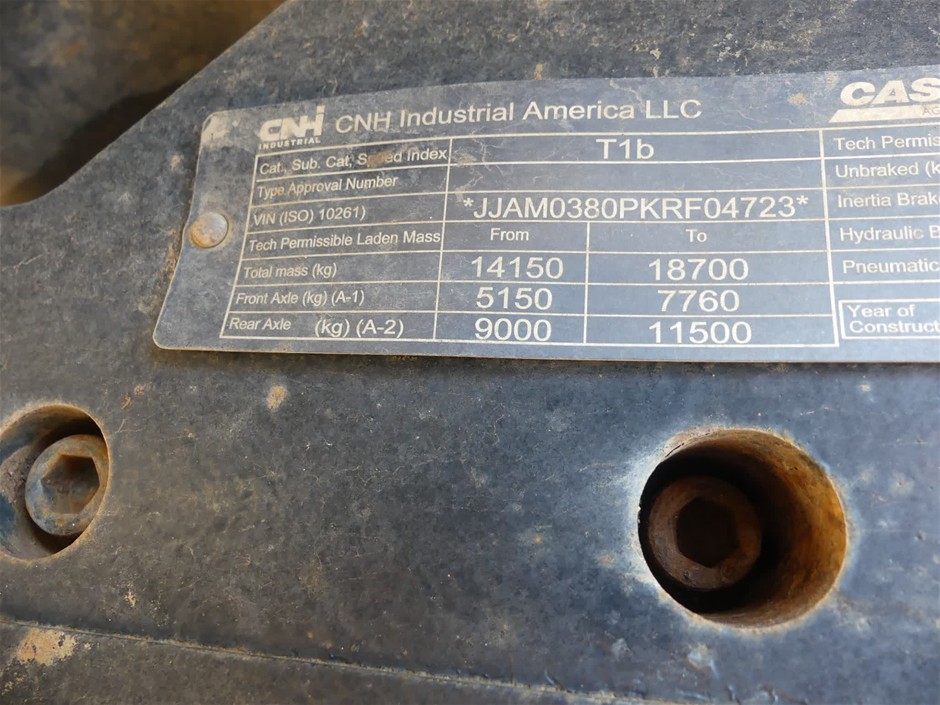 CNH INDUSTRIAL CNH Industrial America LLC CAS
Cat., Sub. Cat, Speed Index T1b Tech Permis
Type Approval Number Unbraked (k
VIN (ISO) 10261) *JJAM0380PKRF04723* Inertia Brak
Tech Permissible Laden Mass From To Hydraulic B
Total mass (kg) 14150 18700 Pneumatic
Front Axle (kg) (A-1) 5150 7760 Year of
Rear Axle (kg) (A-2) 9000 11500 Construct